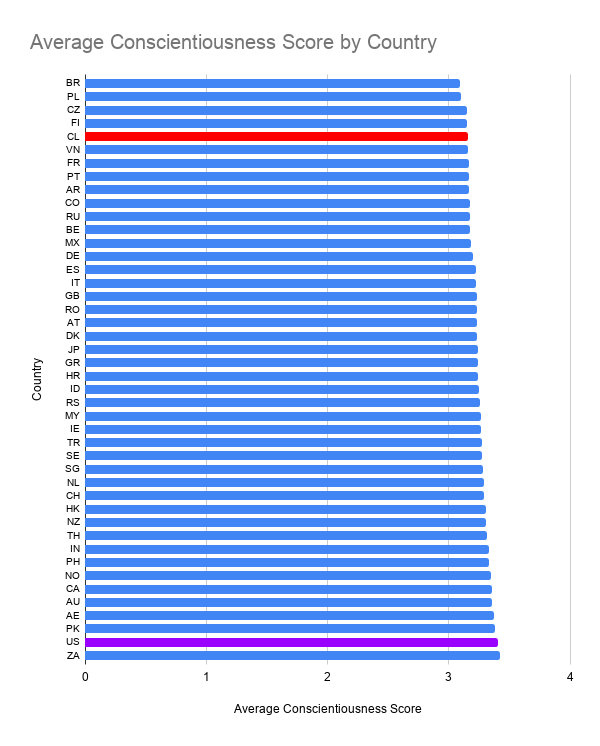 Average Conscientiousness Score by Country
BR
PL
CZ
FI
CL
VN
FR
PT
AR
CO
RU
BE
MX
DE
ES
IT
GB
RO
AT
DK
JP
GR
HR
ID
RS
MY
IE
TR
SE
SG
NL
CH
HK
NZ
TH
IN
PH
NO
CA
AU
AE
PK
US
ZA
Country
0 1 2 3 4
Average Conscientiousness Score